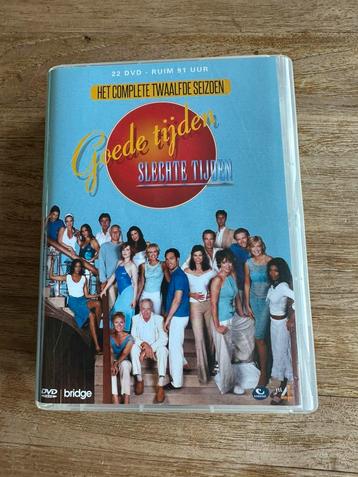 22 DVD - RUIM 91 UUR
HET COMPLETE TWAALFDE SEIZOEN
Goede tijden
SLECHTE TIJDEN
DVD
bridge